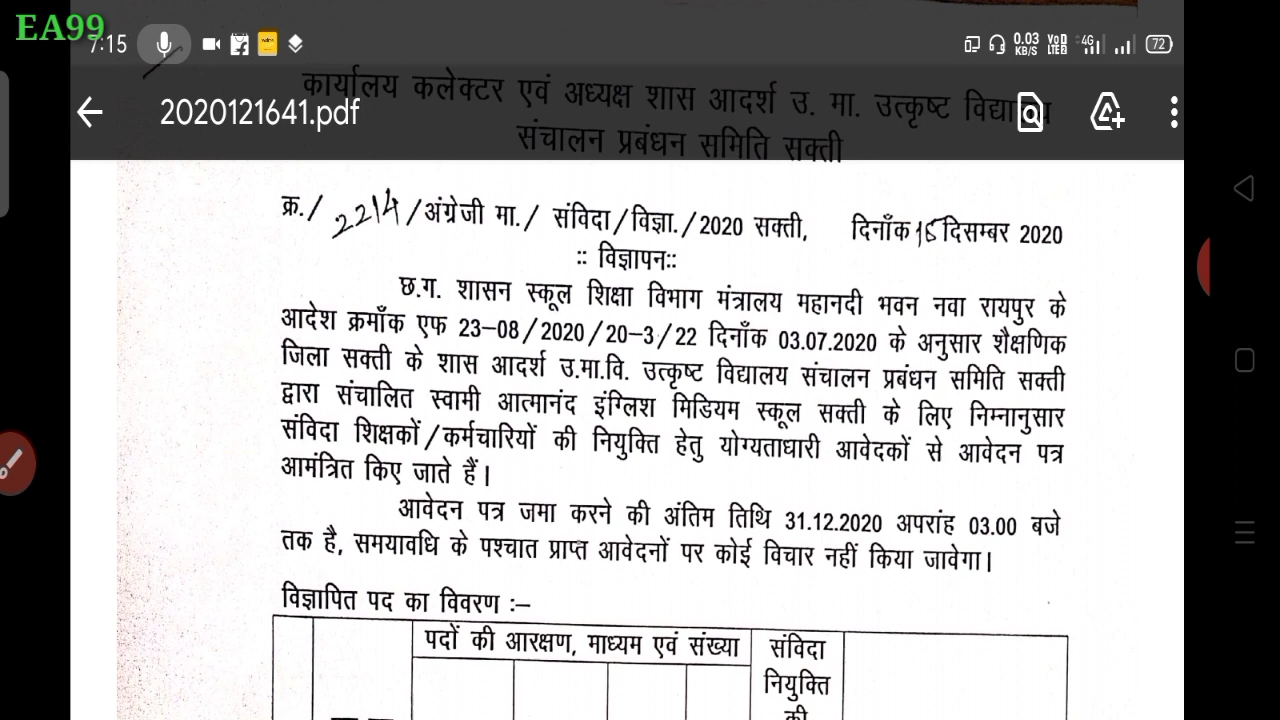 EA99
7:15
0.03 KB/S
VoD LTE2
4G
72
कार्यालय कलेक्टर एवं अध्यक्ष शास आदर्श उ. मा. उत्कृष्ट विद्यालय
2020121641.pdf
संचालन प्रबंधन समिति सक्ती
क्र./ 2214/अंग्रेजी मा./ संविदा/विज्ञा./2020 सक्ती, दिनाँक 15 दिसम्बर 2020
:: विज्ञापन::
छ.ग. शासन स्कूल शिक्षा विभाग मंत्रालय महानदी भवन नवा रायपुर के
आदेश क्रमाँक एफ 23–08/2020/20–3/22 दिनाँक 03.07.2020 के अनुसार शैक्षणिक
जिला सक्ती के शास आदर्श उ.मा.वि. उत्कृष्ट विद्यालय संचालन प्रबंधन समिति सक्ती
द्वारा संचालित स्वामी आत्मानंद इंग्लिश मिडियम स्कूल सक्ती के लिए निम्नानुसार
संविदा शिक्षकों/कर्मचारियों की नियुक्ति हेतु योग्यताधारी आवेदकों से आवेदन पत्र
आमंत्रित किए जाते हैं।
आवेदन पत्र जमा करने की अंतिम तिथि 31.12.2020 अपरांह 03.00 बजे
तक है, समयावधि के पश्चात प्राप्त आवेदनों पर कोई विचार नहीं किया जावेगा।
विज्ञापित पद का विवरण :–
पदों की आरक्षण, माध्यम एवं संख्या
संविदा
नियुक्ति
की